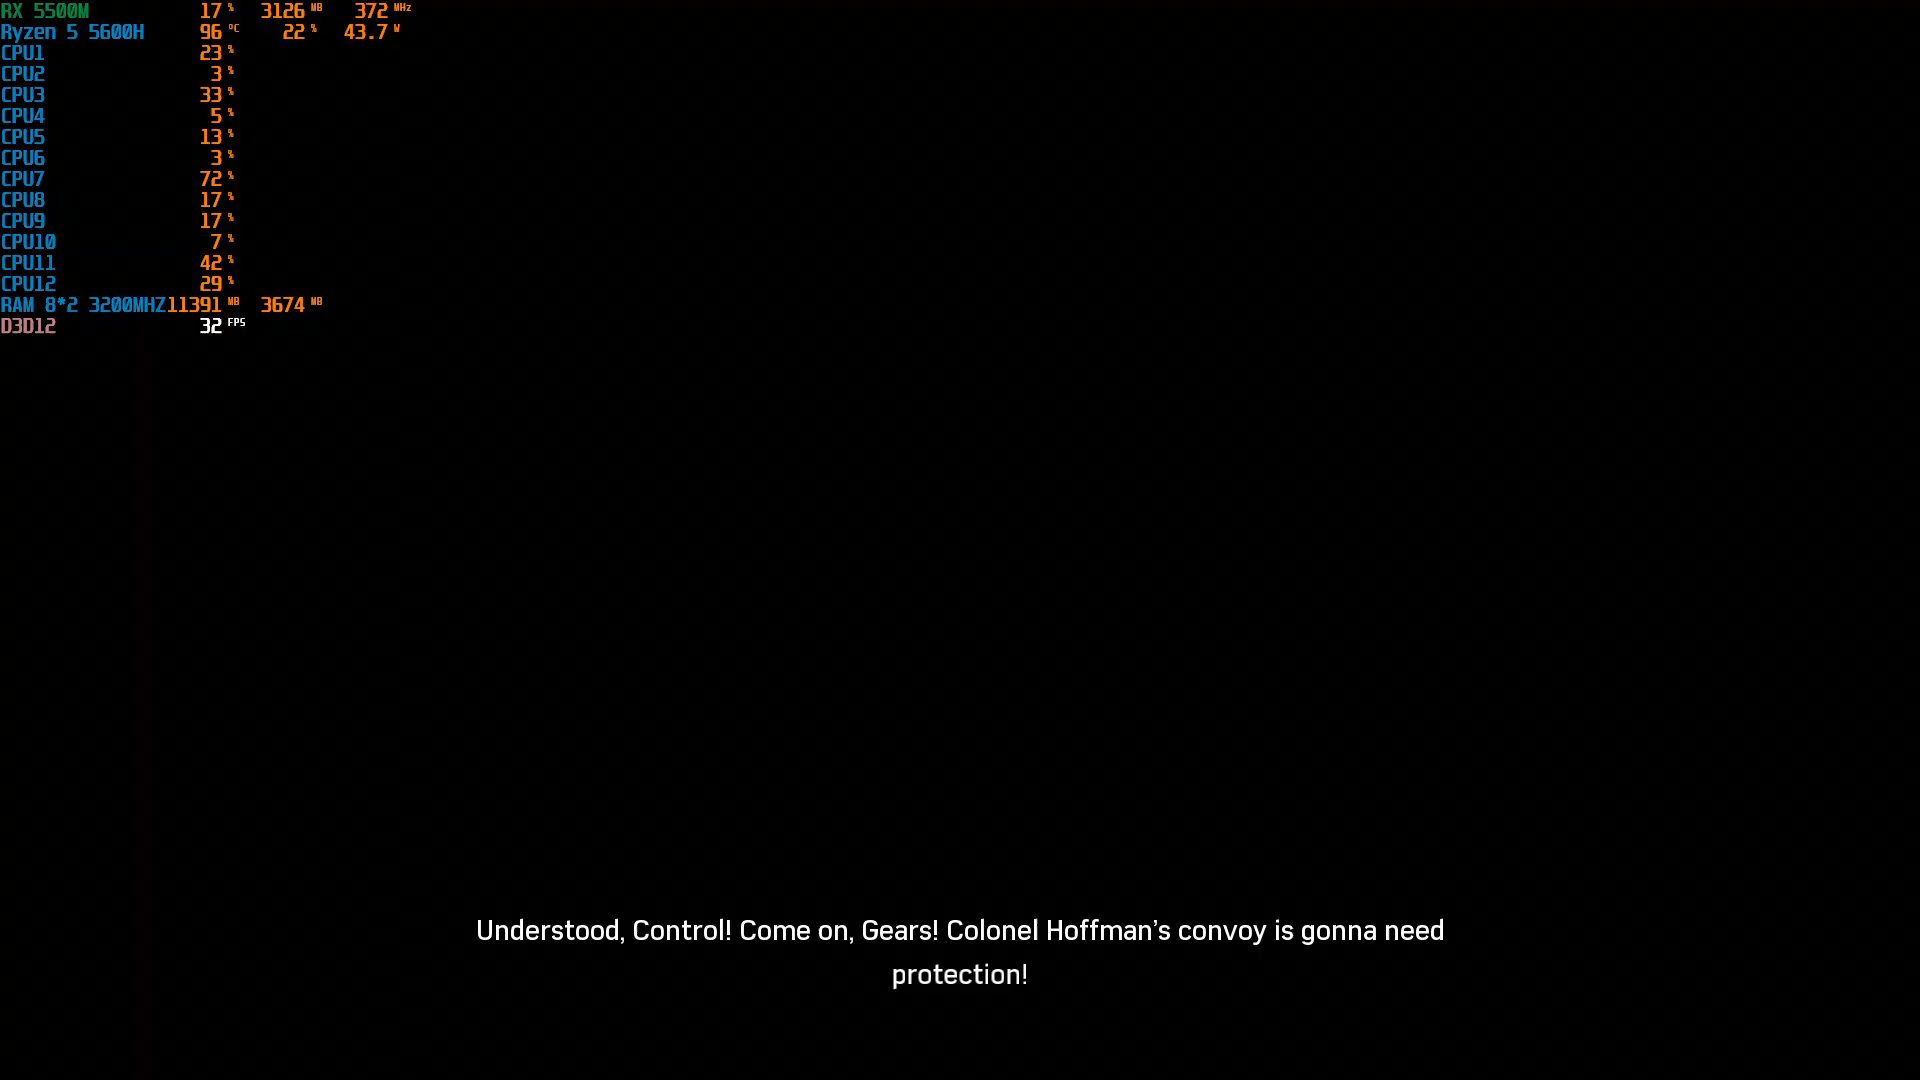 RX 5500M 17 % 3126 MB 372 MHz
Ryzen 5 5600H 96 °C 22 % 43.7 W
CPU1 23 %
CPU2 3 %
CPU3 33 %
CPU4 5 %
CPU5 13 %
CPU6 3 %
CPU7 72 %
CPU8 17 %
CPU9 17 %
CPU10 7 %
CPU11 42 %
CPU12 29 %
RAM 8*2 3200MHZ 11391 MB 3674 MB
D3D12 32 FPS
Understood, Control! Come on, Gears! Colonel Hoffman’s convoy is gonna need
protection!